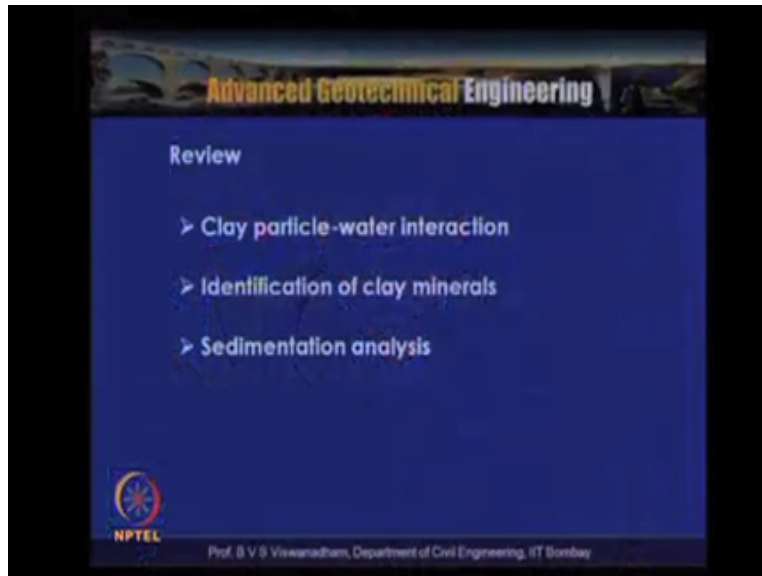 Advanced Geotechnical Engineering
Review
➢ Clay particle-water interaction
➢ Identification of clay minerals
➢ Sedimentation analysis
NPTEL
Prof. B V S Viswanadham, Department of Civil Engineering, IIT Bombay